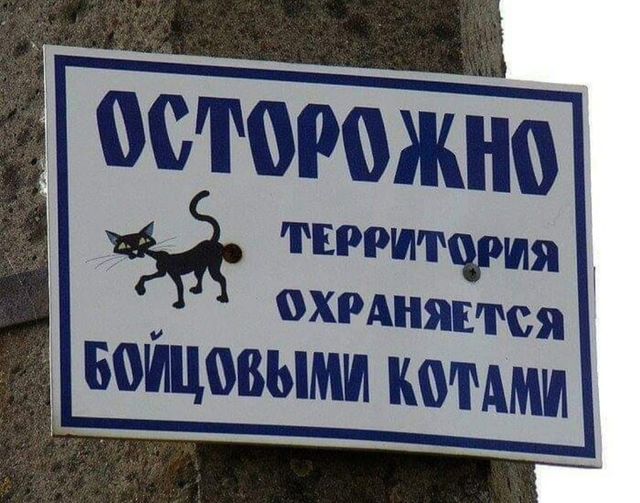 ОСТОРОЖНО
ТЕРРИТОРИЯ
ОХРАНЯЕТСЯ
БОЙЦОВЫМИ КОТАМИ